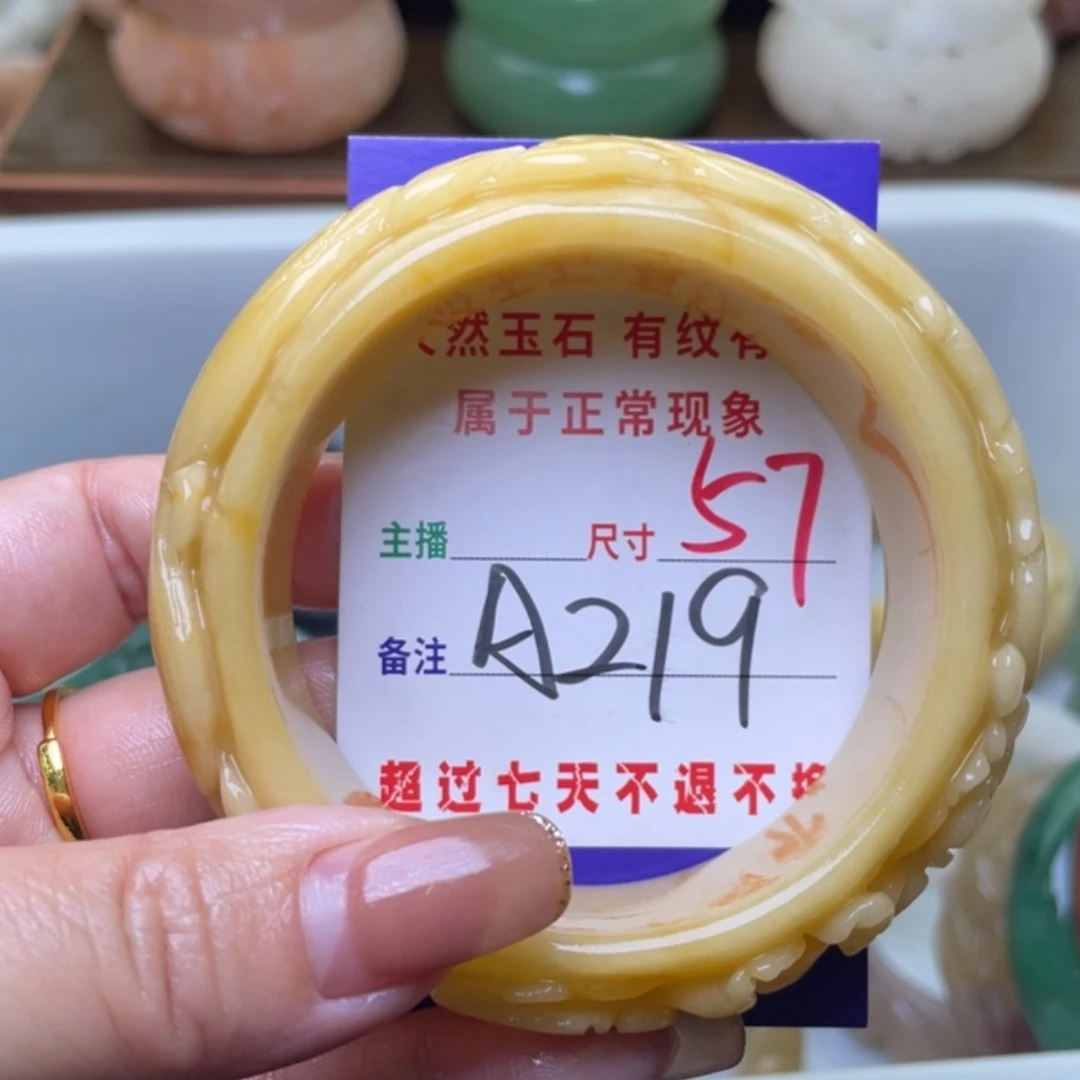 然玉石 有纹有
属于正常现象
主播 尺寸 57
备注 A219
超过七天不退不换